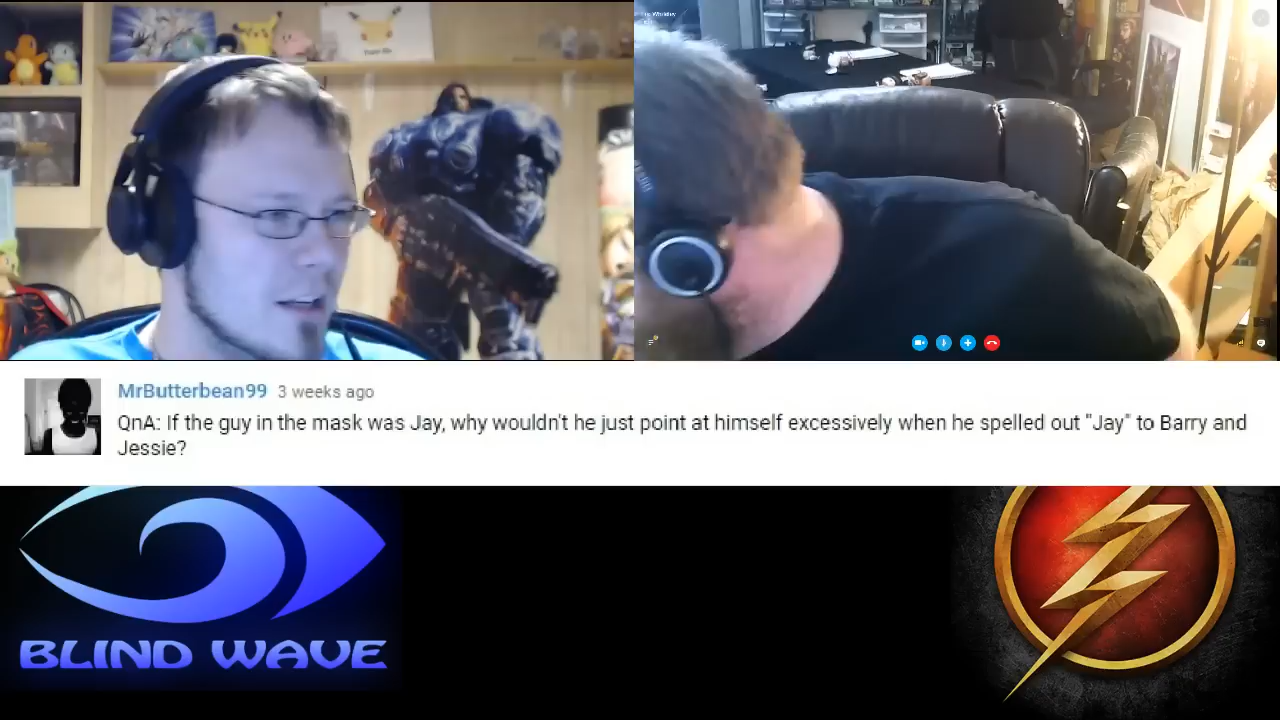 MrButterbean99 3 weeks ago
QnA: If the guy in the mask was Jay, why wouldn't he just point at himself excessively when he spelled out "Jay" to Barry and
Jessie?
BLIND WAVE